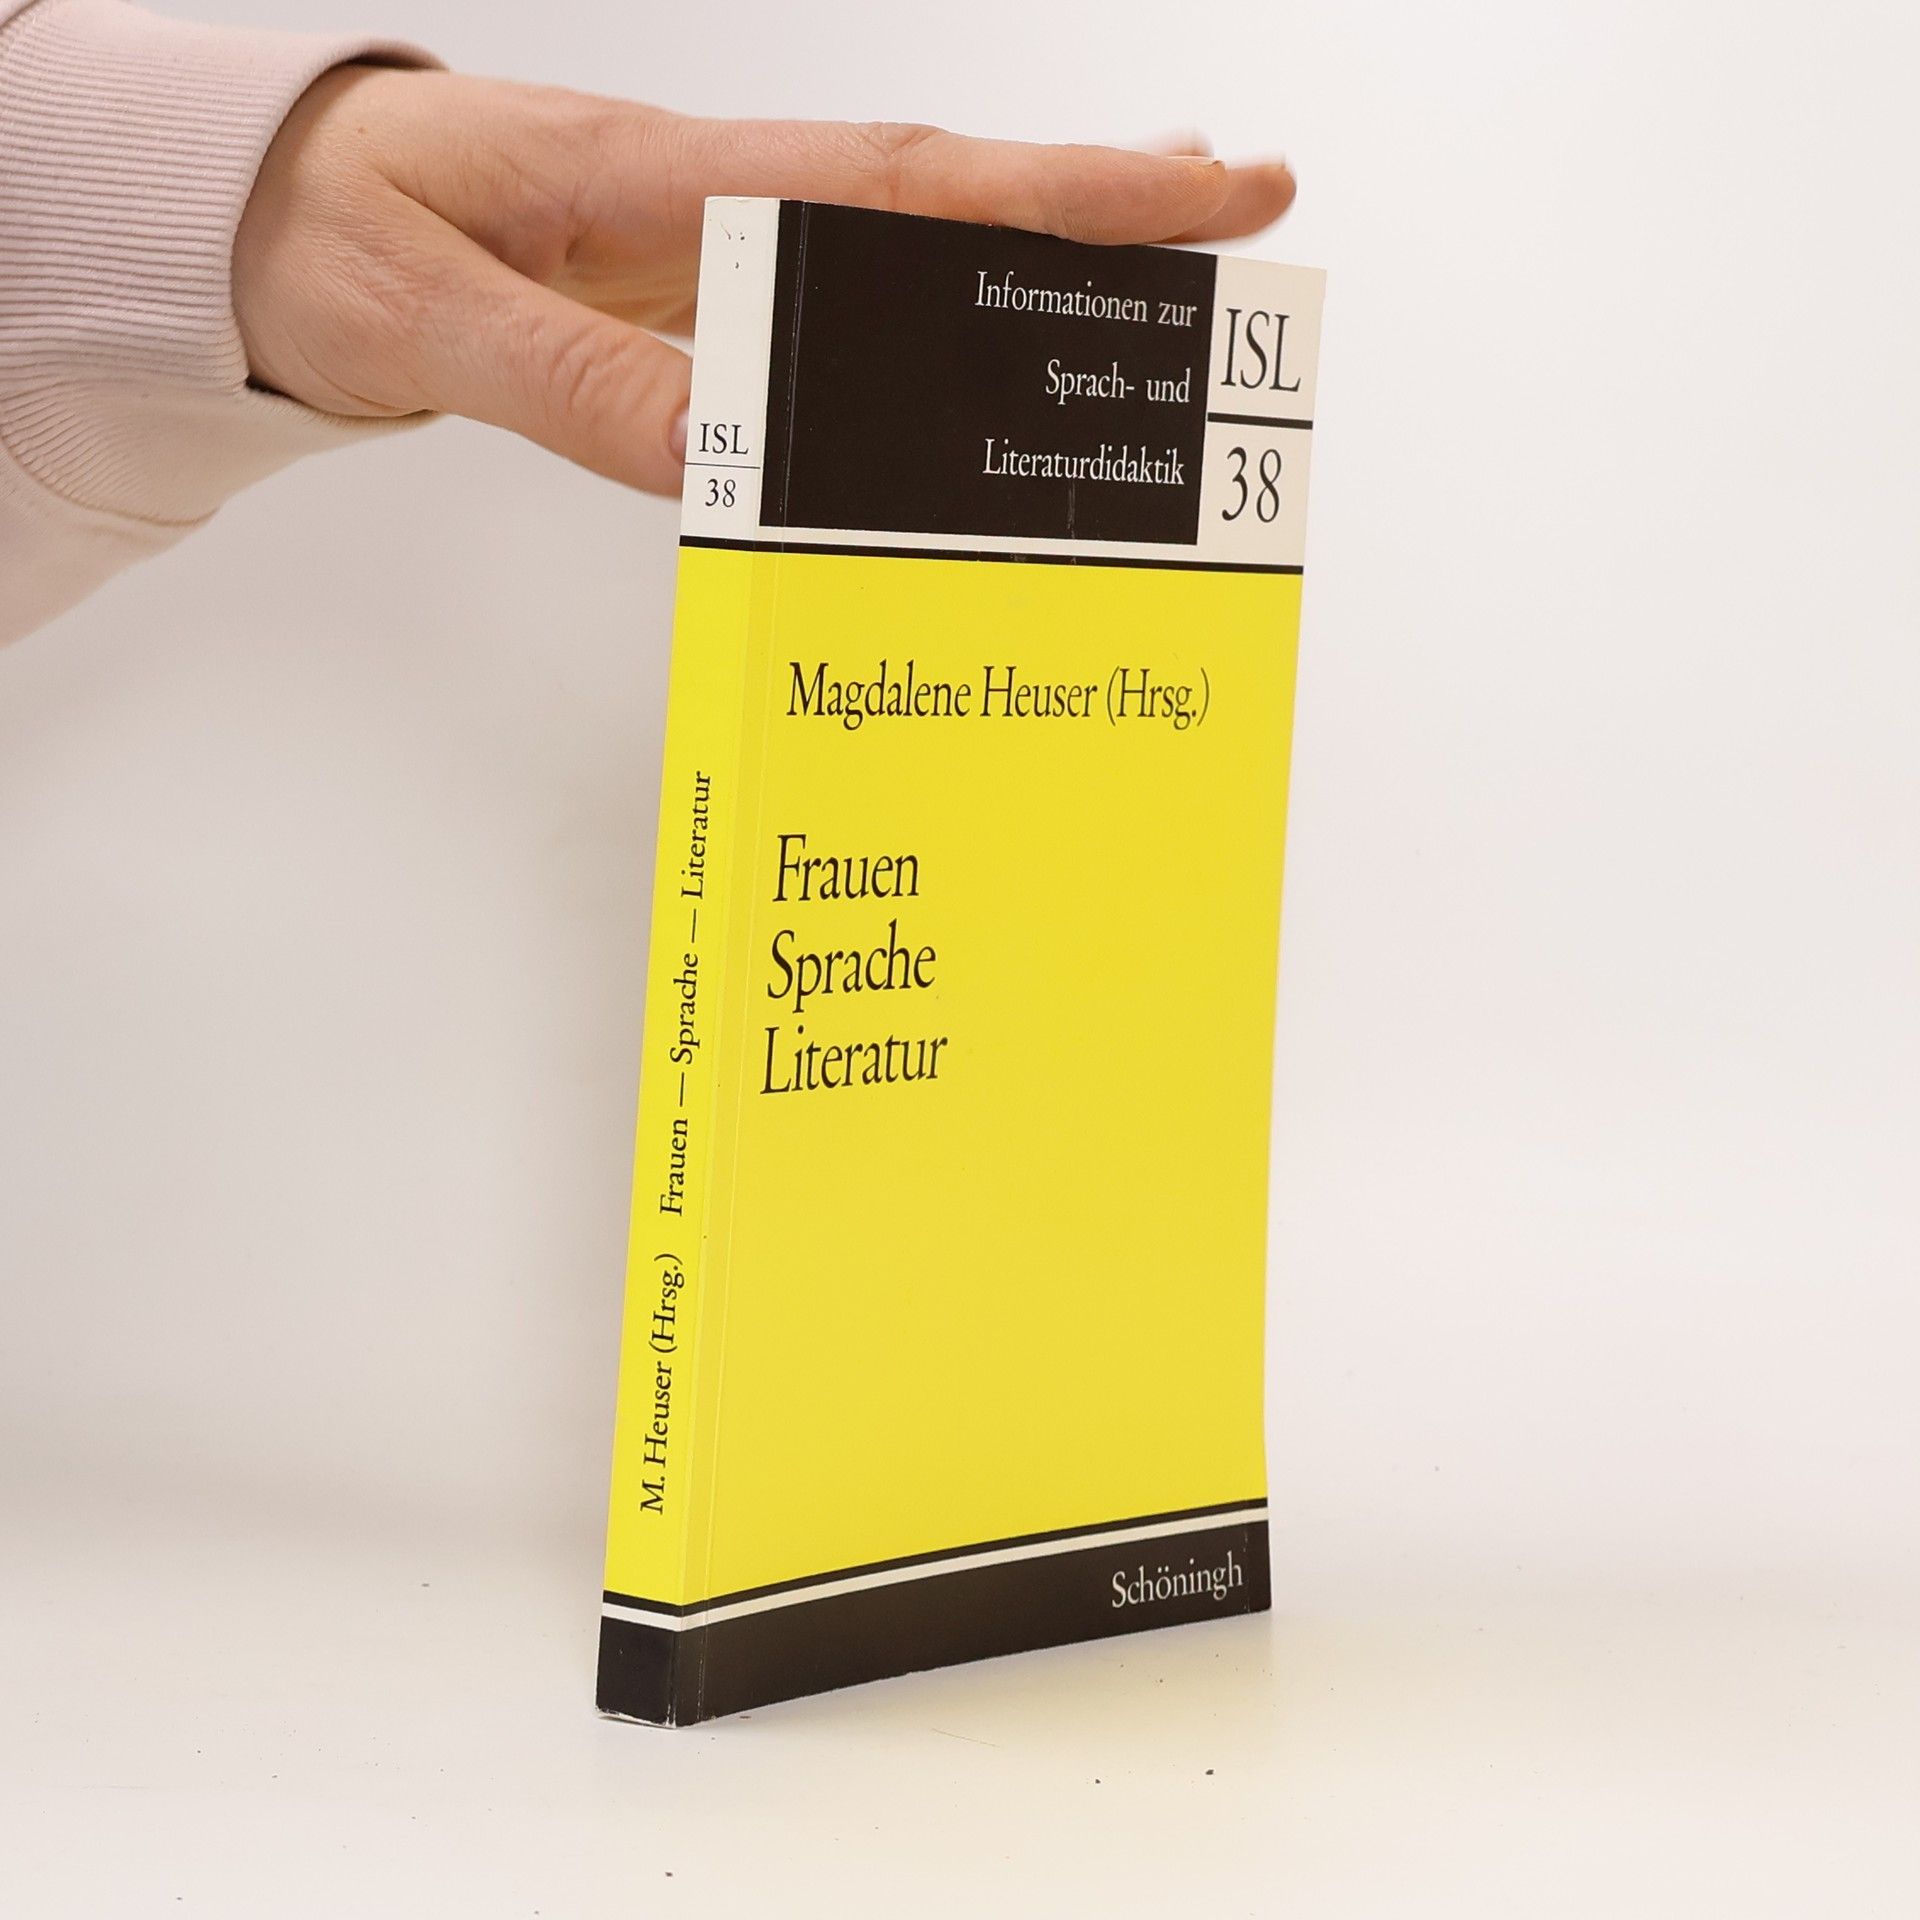 Informationen zur
Sprach- und
Literaturdidaktik
ISL
38
Magdalene Heuser (Hrsg.)
Frauen
Sprache
Literatur
Schöningh
ISL
38
M. Heuser (Hrsg.) Frauen — Sprache — Literatur